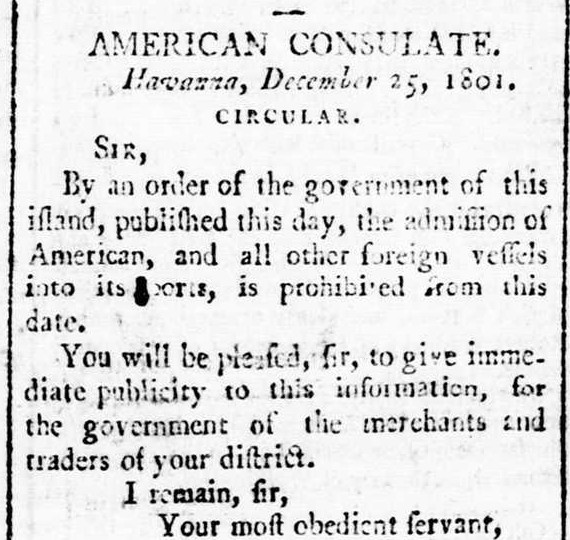 AMERICAN CONSULATE.
Havanna, December 25, 1801.
CIRCULAR.
SIR,
By an order of the government of this
iſland, publiſhed this day, the admiſſion of
American, and all other foreign veſſels
into its ports, is prohibited from this
date.
You will be pleaſed, ſir, to give imme-
diate publicity to this information, for
the government of the merchants and
traders of your diſtrict.
I remain, ſir,
Your moſt obedient ſervant,